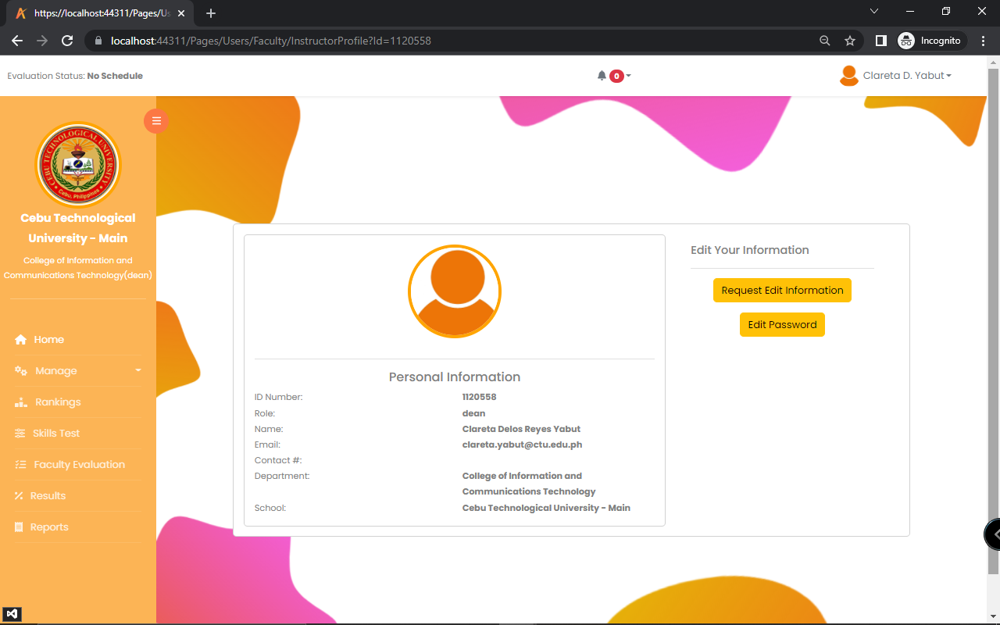 https://localhost:44311/Pages/Us
localhost:44311/Pages/Users/Faculty/InstructorProfile?Id=1120558
Incognito
Evaluation Status: No Schedule
0
Clareta D. Yabut
CEBU TECHNOLOGICAL UNIVERSITY
Cebu, Philippines
Cebu Technological
University - Main
College of Information and
Communications Technology(dean)
Home
Manage
Rankings
Skills Test
Faculty Evaluation
Results
Reports
Personal Information
ID Number: 1120558
Role: dean
Name: Clareta Delos Reyes Yabut
Email: clareta.yabut@ctu.edu.ph
Contact #:
Department: College of Information and
Communications Technology
School: Cebu Technological University - Main
Edit Your Information
Request Edit Information
Edit Password